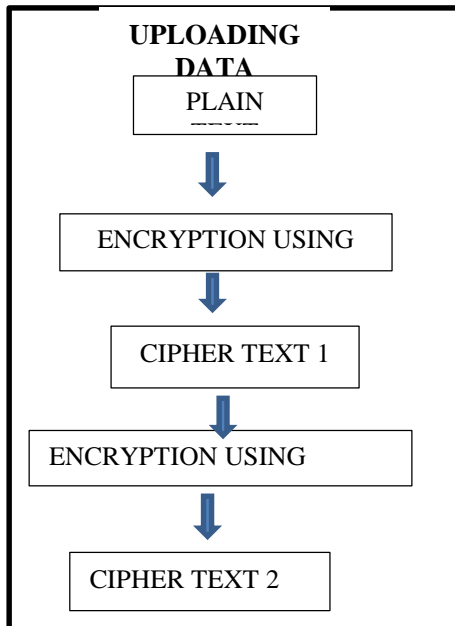 UPLOADING
DATA
PLAIN
ENCRYPTION USING
CIPHER TEXT 1
ENCRYPTION USING
CIPHER TEXT 2